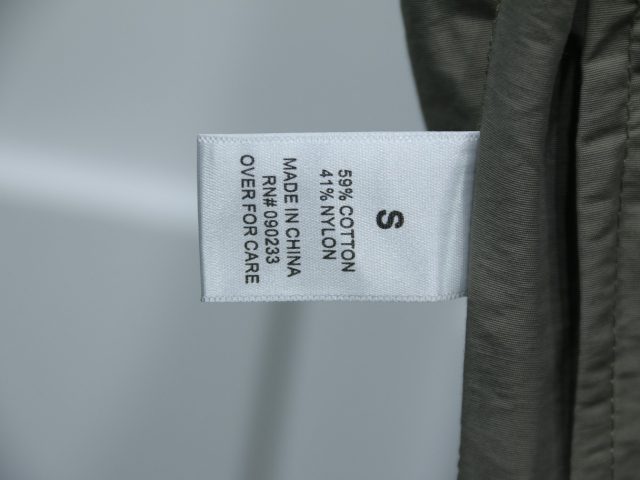 S
59% COTTON
41% NYLON
MADE IN CHINA
RN# 090233
OVER FOR CARE